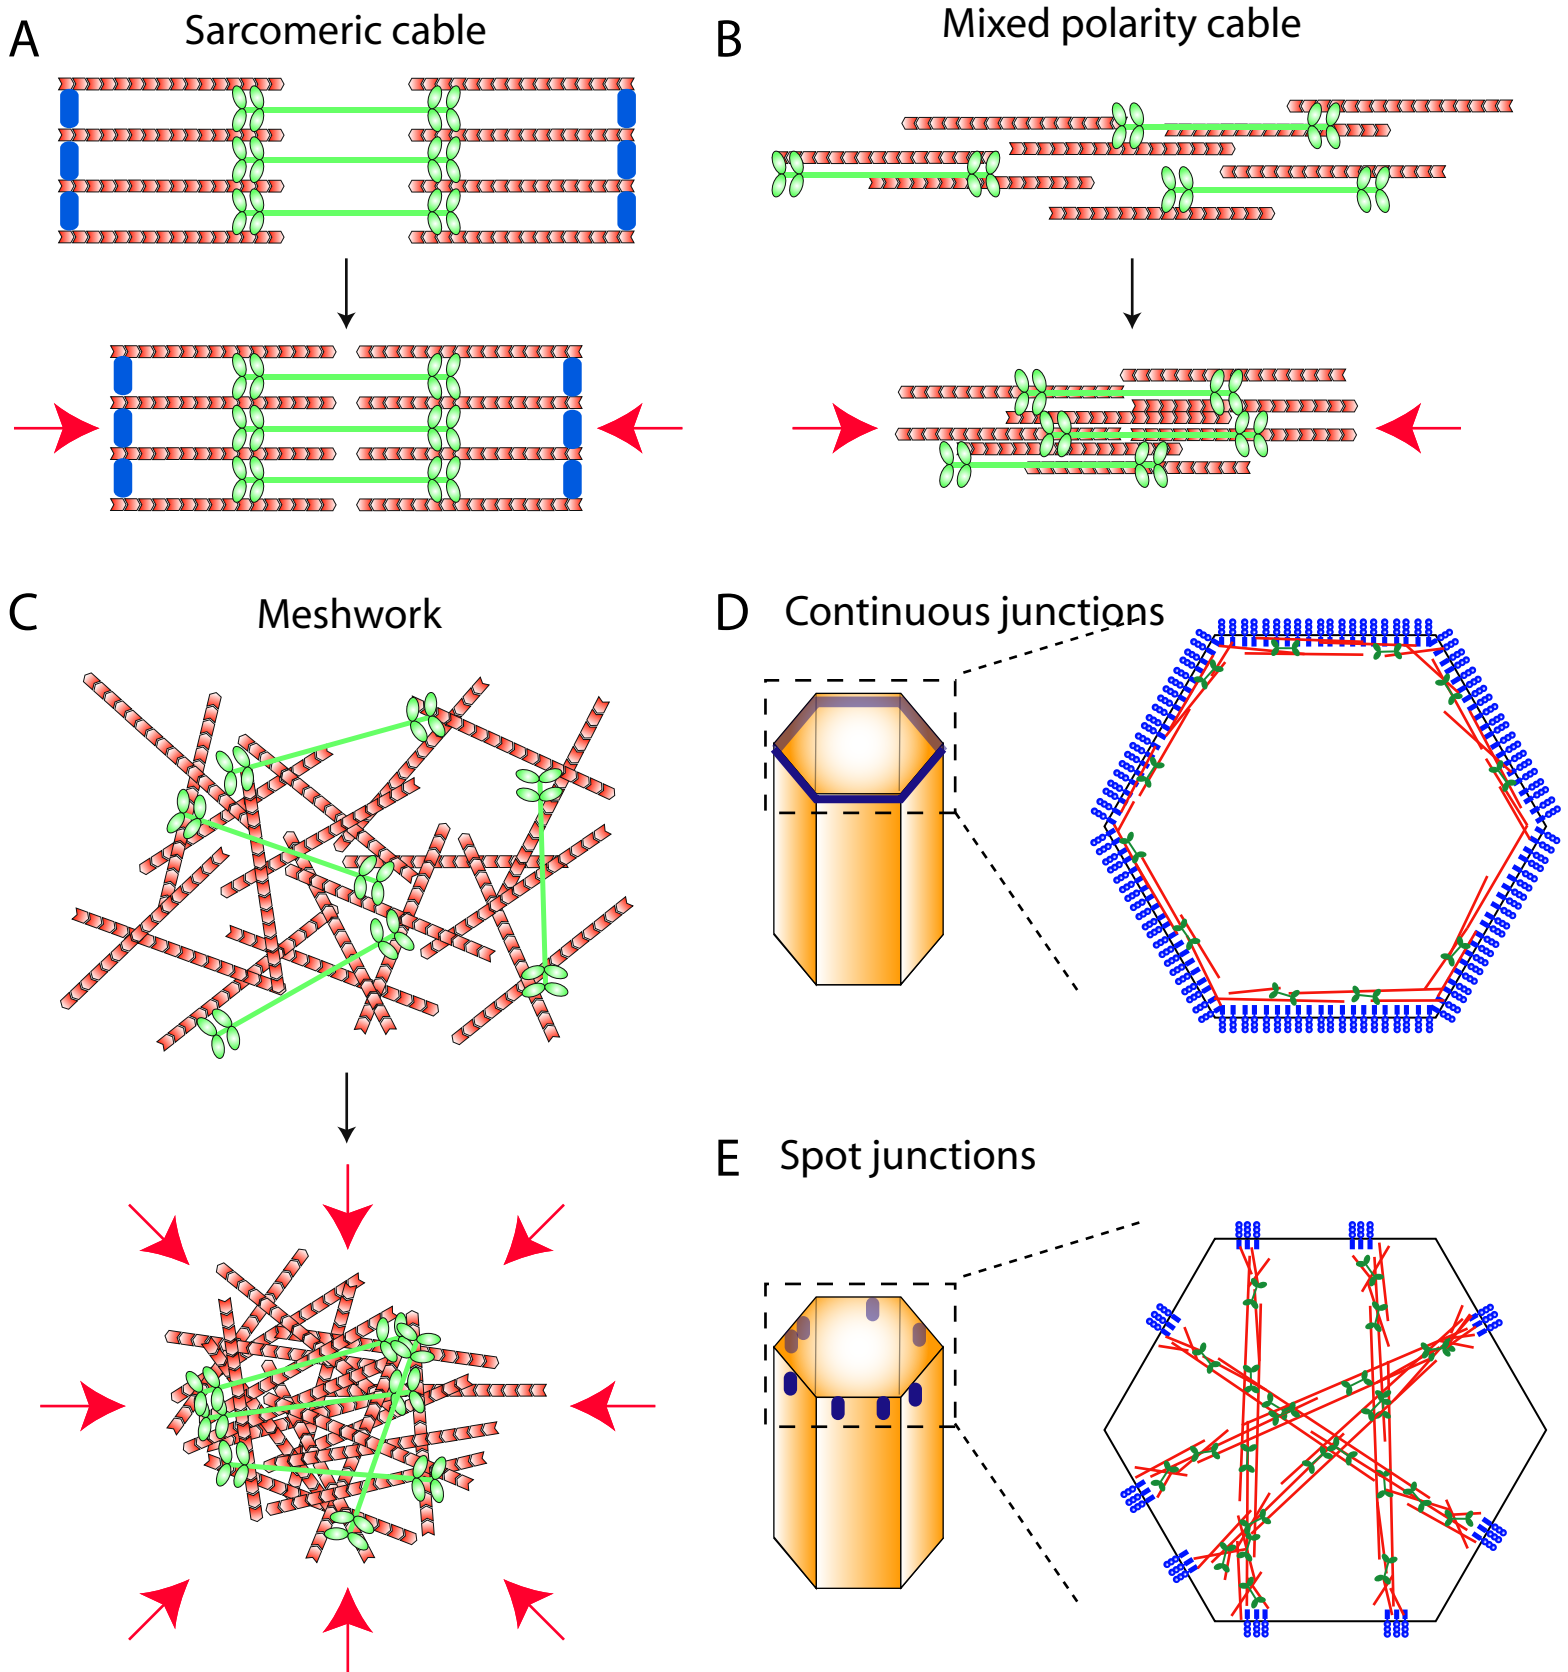 A
Sarcomeric cable
B
Mixed polarity cable
C
Meshwork
D
Continuous junctions
E
Spot junctions